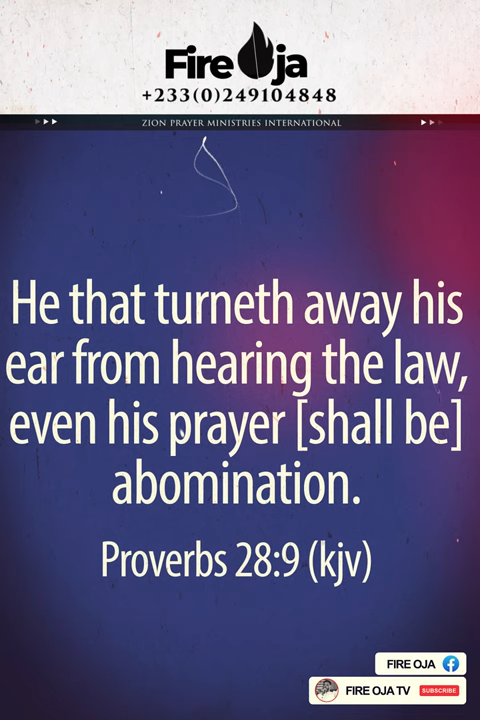 Fire Oja
+233(0)249104848
ZION PRAYER MINISTRIES INTERNATIONAL
He that turneth away his
ear from hearing the law,
even his prayer [shall be]
abomination.
Proverbs 28:9 (kjv)
FIRE OJA
FIRE OJA TV SUBSCRIBE